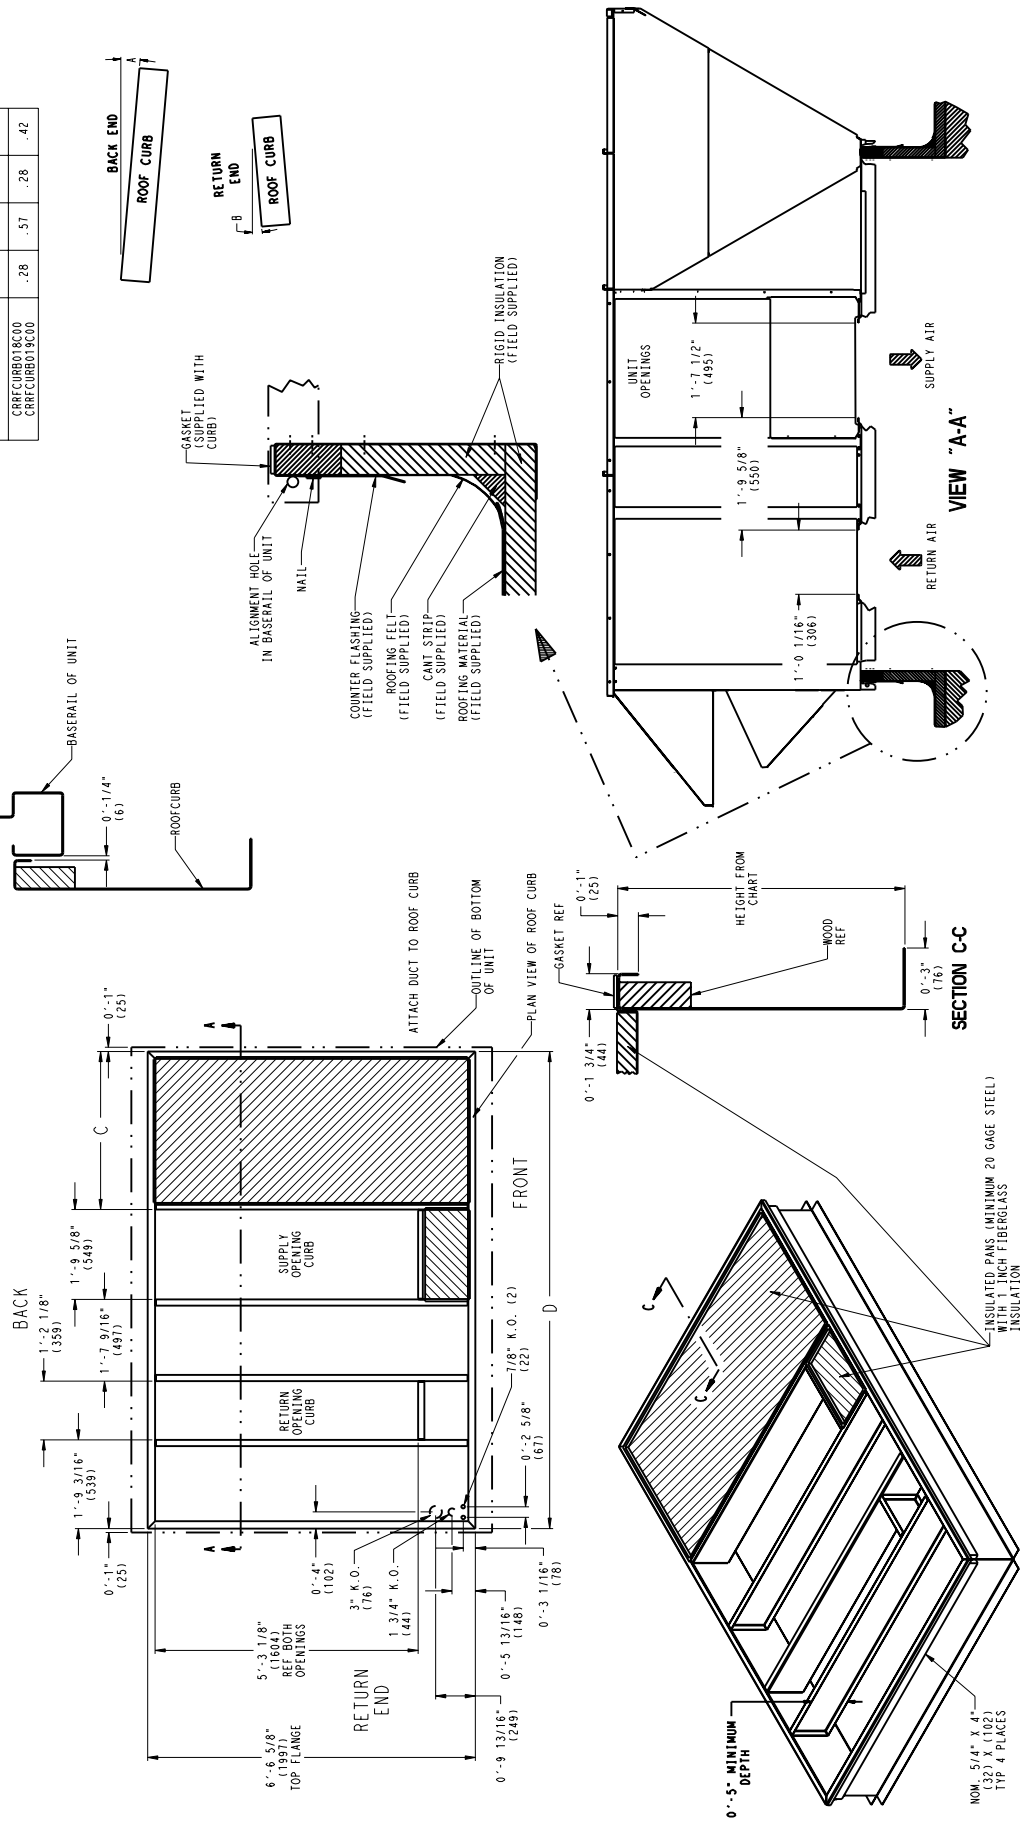 CRRFCURB018C00
CRRFCURB019C00
.28
.57
.28
.42
BACK END
A
ROOF CURB
RETURN
END
B
ROOF CURB
BASERAIL OF UNIT
0'-1/4"
(6)
ROOFCURB
GASKET
(SUPPLIED WITH
CURB)
ALIGNMENT HOLE
IN BASERAIL OF UNIT
NAIL
COUNTER FLASHING
(FIELD SUPPLIED)
ROOFING FELT
(FIELD SUPPLIED)
CANT STRIP
(FIELD SUPPLIED)
ROOFING MATERIAL
(FIELD SUPPLIED)
RIGID INSULATION
(FIELD SUPPLIED)
UNIT
OPENINGS
1'-7 1/2"
(495)
1'-9 5/8"
(550)
1'-0 1/16"
(306)
SUPPLY AIR
RETURN AIR
VIEW "A-A"
BACK
0'-1"
(25)
1'-9 3/16"
(539)
1'-2 1/8"
(359)
1'-7 9/16"
(497)
1'-9 5/8"
(549)
C
0'-1"
(25)
A
A
RETURN
OPENING
CURB
SUPPLY
OPENING
CURB
ATTACH DUCT TO ROOF CURB
OUTLINE OF BOTTOM
OF UNIT
PLAN VIEW OF ROOF CURB
FRONT
D
7/8" K.O. (2)
(22)
0'-2 5/8"
(67)
0'-4"
(102)
3" K.O.
(76)
1 3/4" K.O.
(44)
0'-3 1/16"
(78)
0'-5 13/16"
(148)
0'-9 13/16"
(249)
5'-3 1/8"
(1604)
REF BOTH
OPENINGS
RETURN
END
6'-6 5/8"
(1997)
TOP FLANGE
GASKET REF
0'-1"
(25)
0'-1 3/4"
(44)
HEIGHT FROM
CHART
WOOD
REF
0'-3"
(76)
SECTION C-C
C
C
INSULATED PANS (MINIMUM 20 GAGE STEEL)
WITH 1 INCH FIBERGLASS
INSULATION
0'-5" MINIMUM
DEPTH
NOM. 5/4" X 4"
(32) X (102)
TYP 4 PLACES